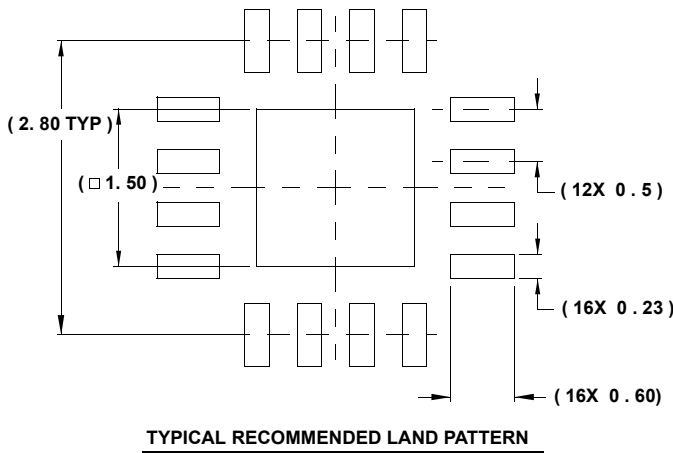 ( 2. 80 TYP )
( □ 1. 50 )
( 12X 0 . 5 )
( 16X 0 . 23 )
( 16X 0 . 60)
TYPICAL RECOMMENDED LAND PATTERN